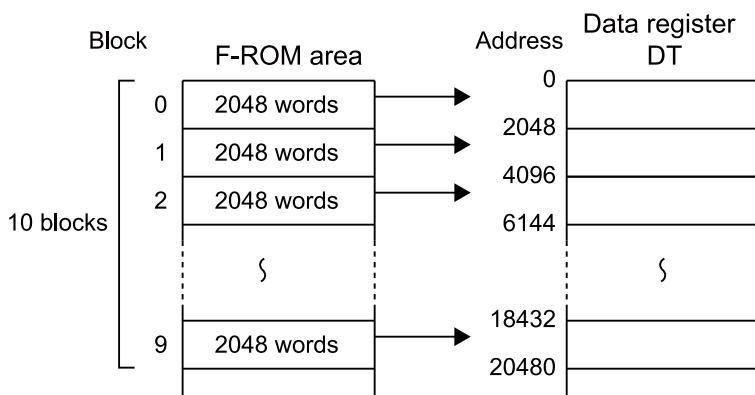 Block
F-ROM area
Address
Data register
DT
0
0
2048 words
2048
1
2048 words
4096
2
2048 words
6144
10 blocks
18432
9
2048 words
20480